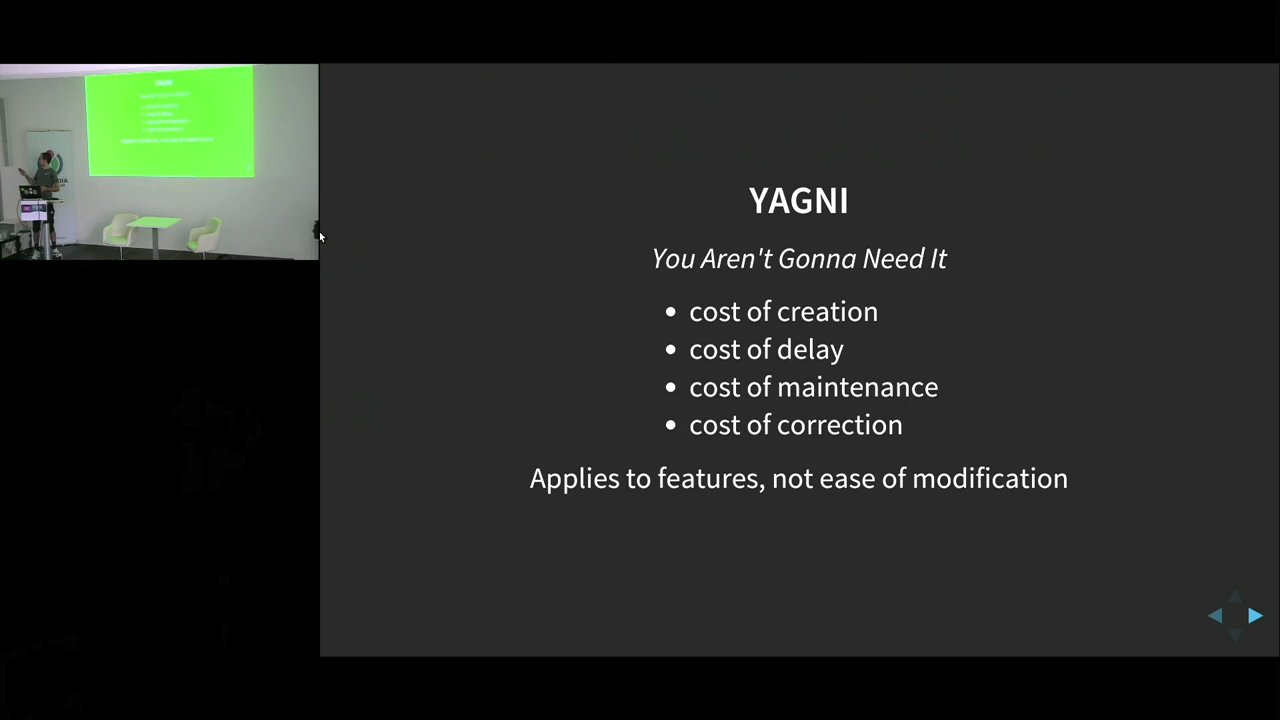 YAGNI
You Aren't Gonna Need It
cost of creation
cost of delay
cost of maintenance
cost of correction
Applies to features, not ease of modification